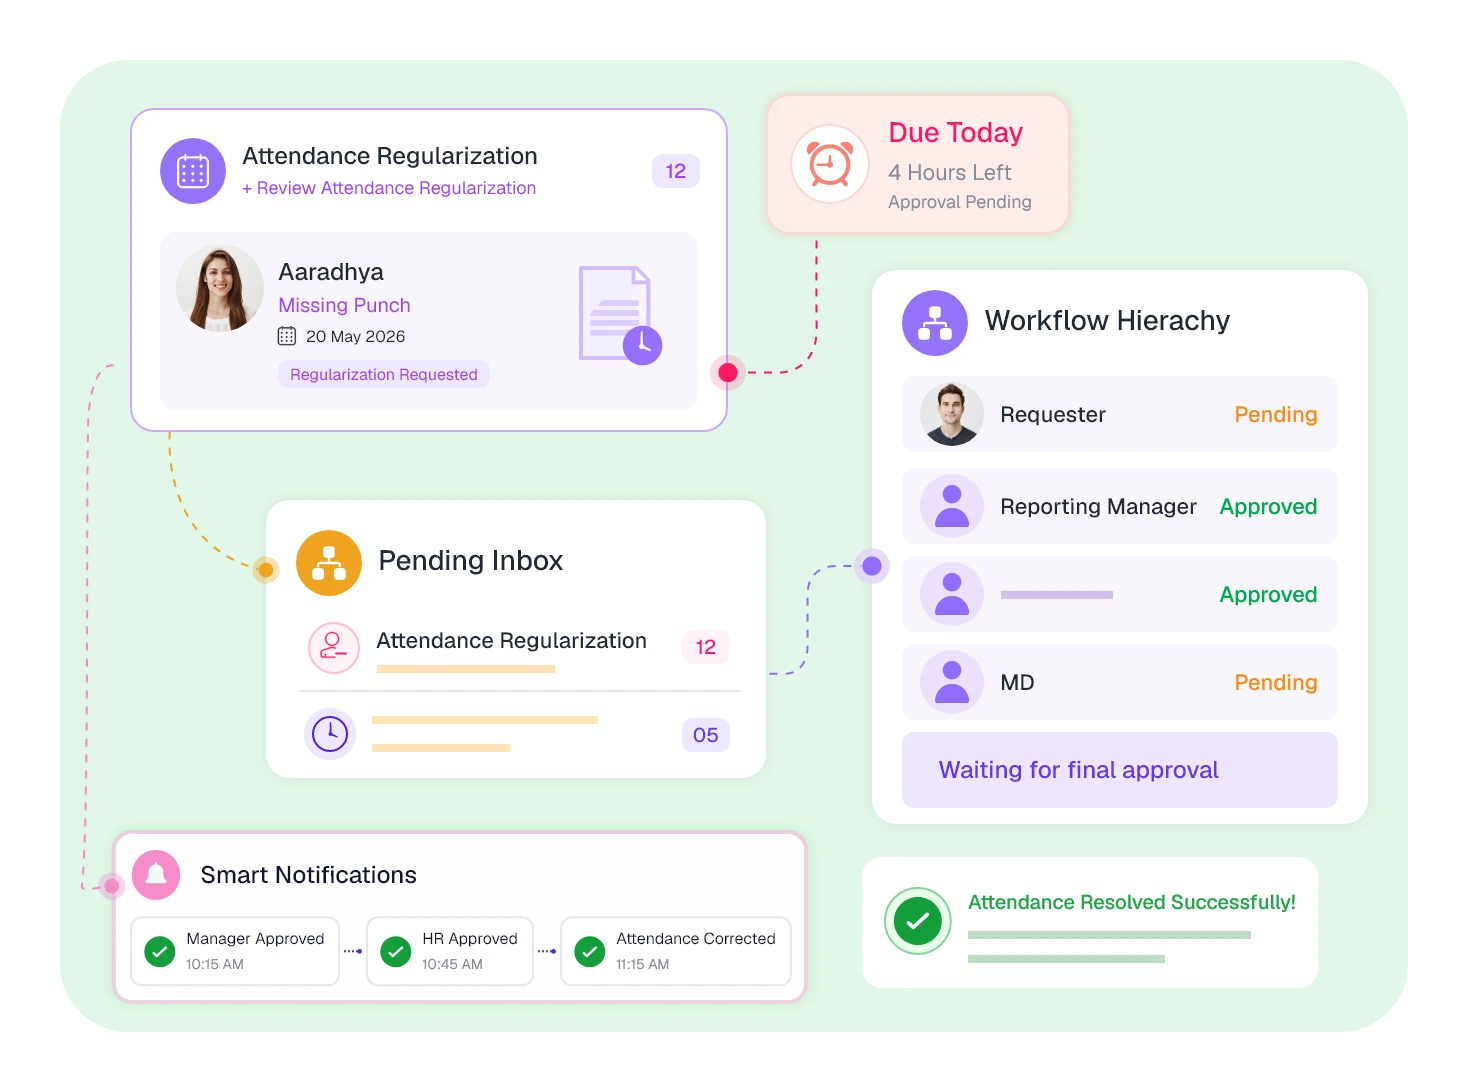 Attendance Regularization
+ Review Attendance Regularization
12
Aaradhya
Missing Punch
20 May 2026
Regularization Requested
Due Today
4 Hours Left
Approval Pending
Workflow Hierachy
Requester
Pending
Reporting Manager
Approved
Approved
MD
Pending
Waiting for final approval
Pending Inbox
Attendance Regularization
12
05
Smart Notifications
Manager Approved
10:15 AM
HR Approved
10:45 AM
Attendance Corrected
11:15 AM
Attendance Resolved Successfully!